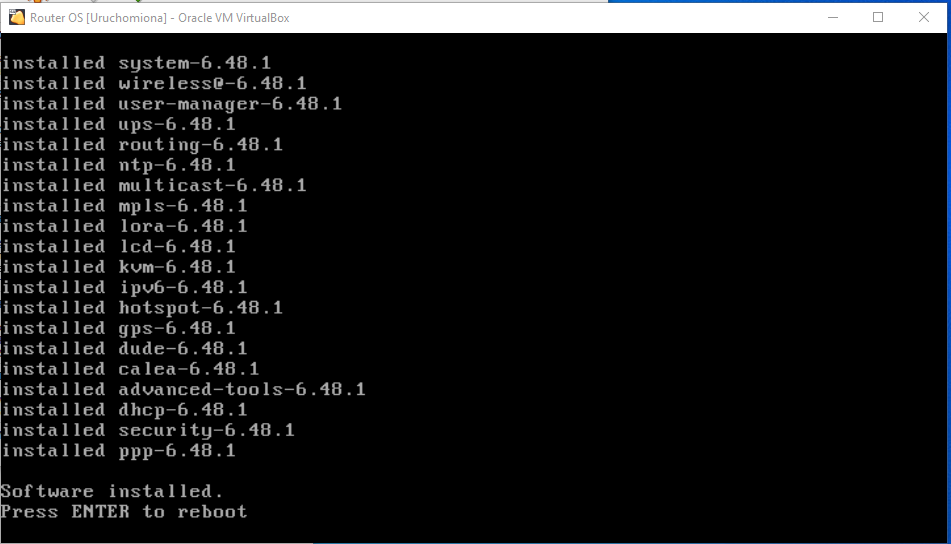 Router OS [Uruchomiona] - Oracle VM VirtualBox
installed system-6.48.1
installed wireless@-6.48.1
installed user-manager-6.48.1
installed ups-6.48.1
installed routing-6.48.1
installed ntp-6.48.1
installed multicast-6.48.1
installed mpls-6.48.1
installed lora-6.48.1
installed lcd-6.48.1
installed kvm-6.48.1
installed ipv6-6.48.1
installed hotspot-6.48.1
installed gps-6.48.1
installed dude-6.48.1
installed calea-6.48.1
installed advanced-tools-6.48.1
installed dhcp-6.48.1
installed security-6.48.1
installed ppp-6.48.1
Software installed.
Press ENTER to reboot